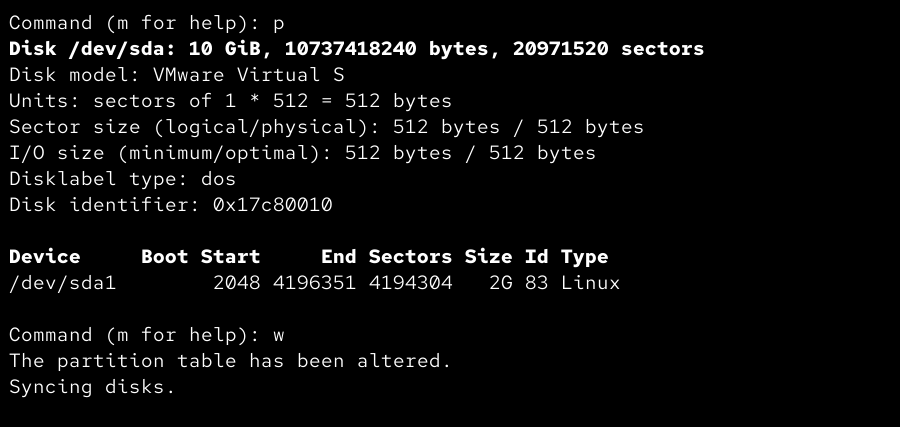 Command (m for help): p
Disk /dev/sda: 10 GiB, 10737418240 bytes, 20971520 sectors
Disk model: VMware Virtual S
Units: sectors of 1 * 512 = 512 bytes
Sector size (logical/physical): 512 bytes / 512 bytes
I/O size (minimum/optimal): 512 bytes / 512 bytes
Disklabel type: dos
Disk identifier: 0x17c80010

Device     Boot Start     End Sectors Size Id Type
/dev/sda1        2048 4196351 4194304   2G 83 Linux

Command (m for help): w
The partition table has been altered.
Syncing disks.